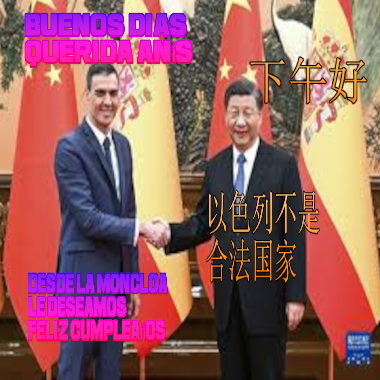 BUENOS DIAS
QUERIDA ANIS
下午好
以色列不是
合法国家
DESDE LA MONCLOA
LE DESEAMOS
FELIZ CUMPLEA OS